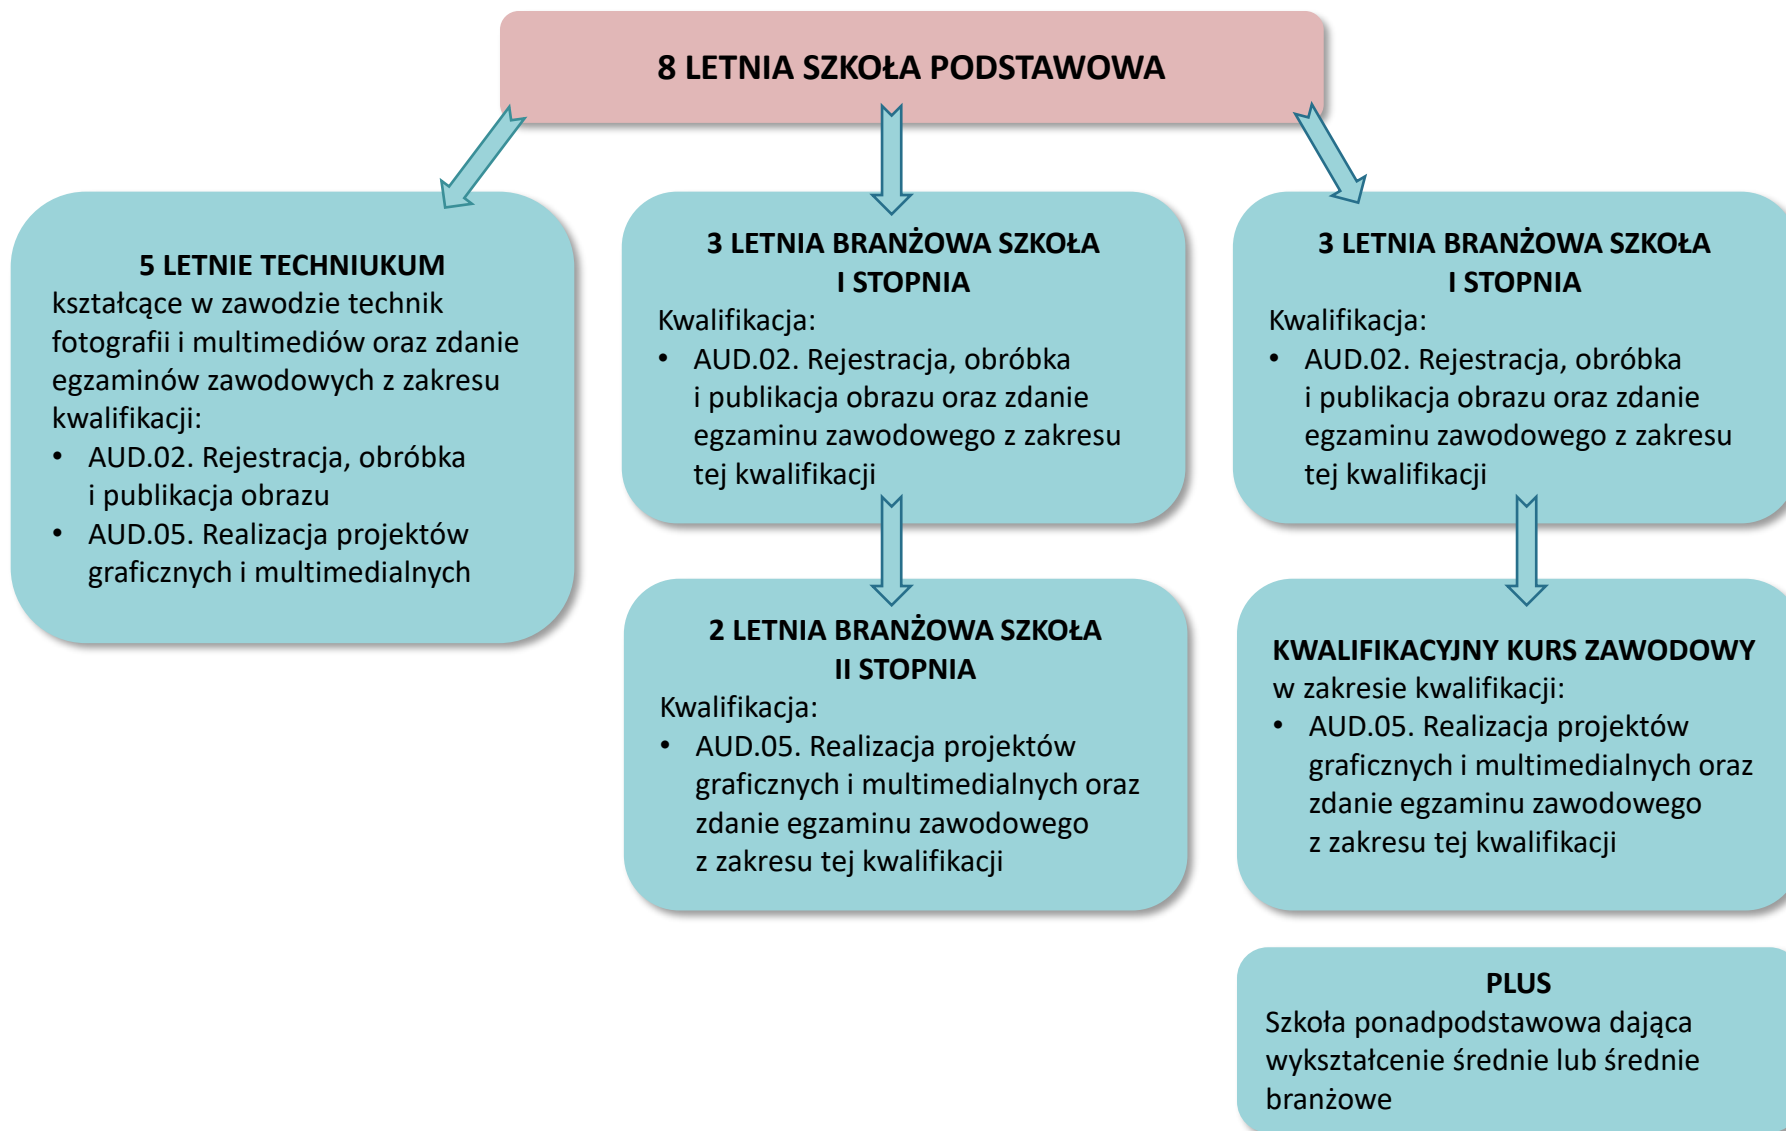 8 LETNIA SZKOŁA PODSTAWOWA
5 LETNIE TECHNIUKUM
kształcące w zawodzie technik
fotografii i multimediów oraz zdanie
egzaminów zawodowych z zakresu
kwalifikacji:
• AUD.02. Rejestracja, obróbka
i publikacja obrazu
• AUD.05. Realizacja projektów
graficznych i multimedialnych
3 LETNIA BRANŻOWA SZKOŁA
I STOPNIA
Kwalifikacja:
• AUD.02. Rejestracja, obróbka
i publikacja obrazu oraz zdanie
egzaminu zawodowego z zakresu
tej kwalifikacji
2 LETNIA BRANŻOWA SZKOŁA
II STOPNIA
Kwalifikacja:
• AUD.05. Realizacja projektów
graficznych i multimedialnych oraz
zdanie egzaminu zawodowego
z zakresu tej kwalifikacji
3 LETNIA BRANŻOWA SZKOŁA
I STOPNIA
Kwalifikacja:
• AUD.02. Rejestracja, obróbka
i publikacja obrazu oraz zdanie
egzaminu zawodowego z zakresu
tej kwalifikacji
KWALIFIKACYJNY KURS ZAWODOWY
w zakresie kwalifikacji:
• AUD.05. Realizacja projektów
graficznych i multimedialnych oraz
zdanie egzaminu zawodowego
z zakresu tej kwalifikacji
PLUS
Szkoła ponadpodstawowa dająca
wykształcenie średnie lub średnie
branżowe